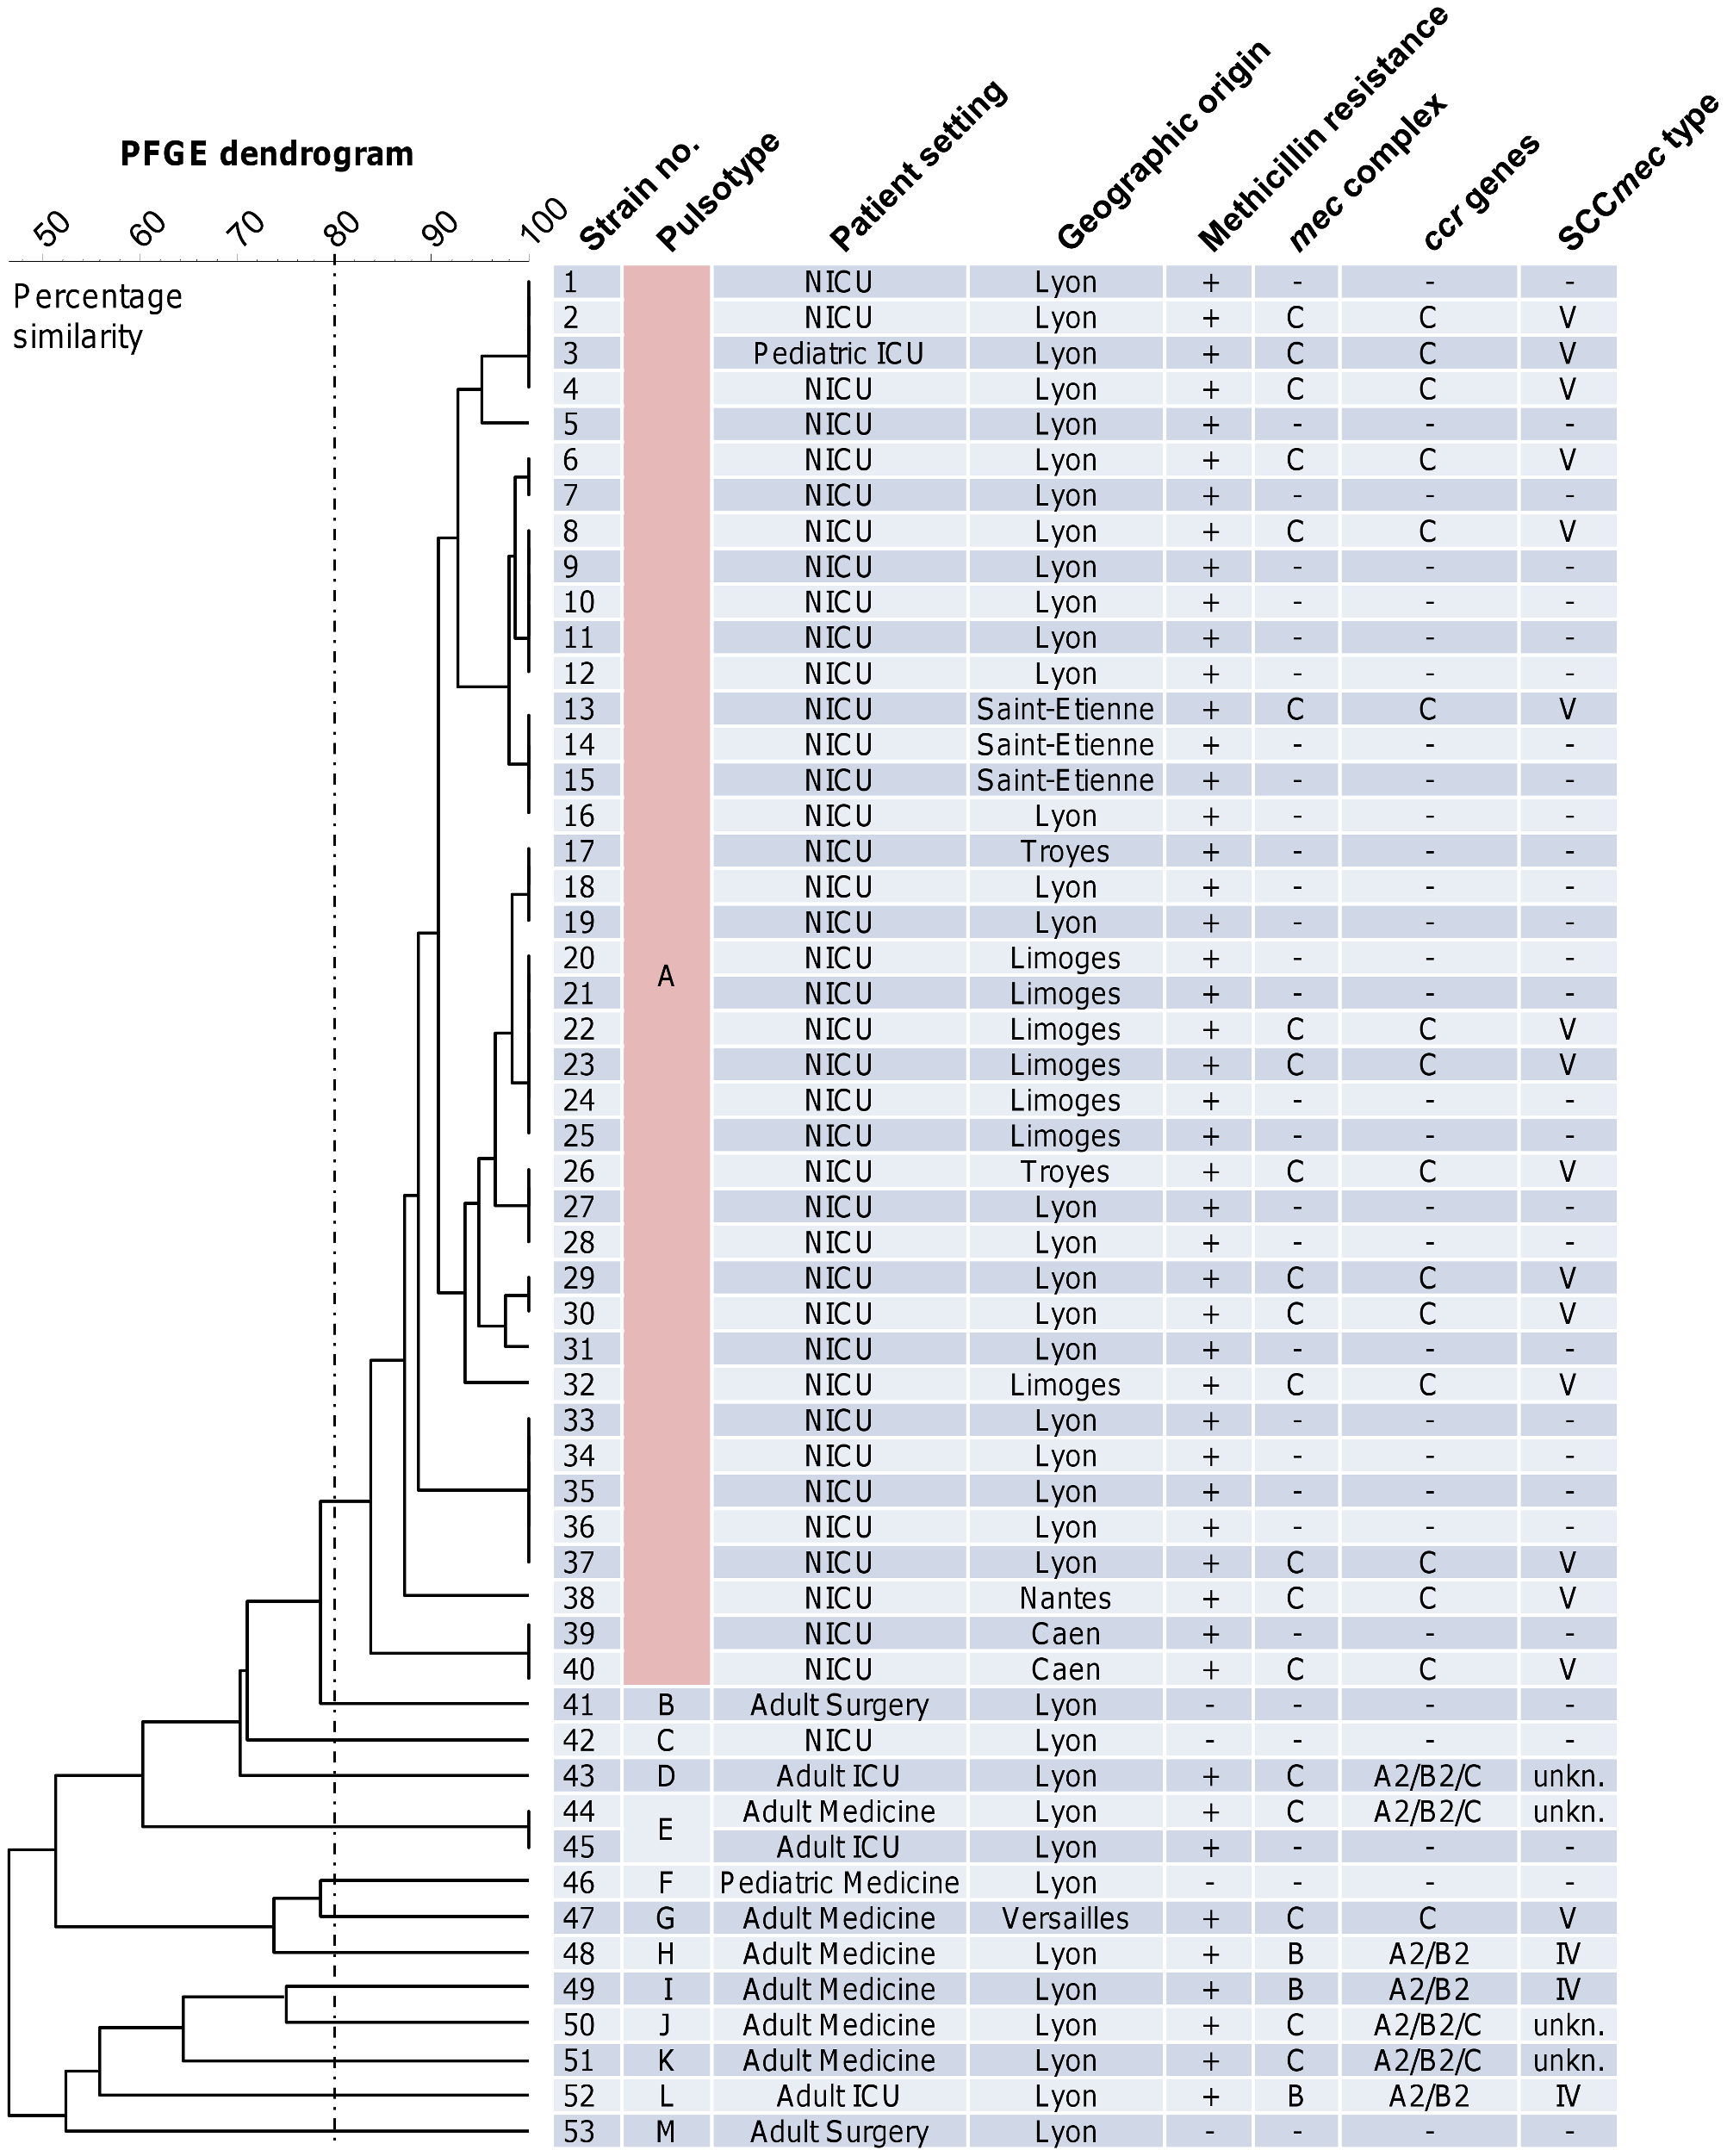 PFGE dendrogram
50 60 70 80 90 100
Percentage
similarity
Strain no. Pulsotype Patient setting Geographic origin Methicillin resistance mec complex ccr genes SCCmec type
1 NICU Lyon + - - -
2 NICU Lyon + C C V
3 Pediatric ICU Lyon + C C V
4 NICU Lyon + C C V
5 NICU Lyon + - - -
6 NICU Lyon + C C V
7 NICU Lyon + - - -
8 NICU Lyon + C C V
9 NICU Lyon + - - -
10 NICU Lyon + - - -
11 NICU Lyon + - - -
12 NICU Lyon + - - -
13 NICU Saint-Etienne + C C V
14 NICU Saint-Etienne + - - -
15 NICU Saint-Etienne + - - -
16 NICU Lyon + - - -
17 NICU Troyes + - - -
18 NICU Lyon + - - -
19 NICU Lyon + - - -
20 NICU Limoges + - - -
A
21 NICU Limoges + - - -
22 NICU Limoges + C C V
23 NICU Limoges + C C V
24 NICU Limoges + - - -
25 NICU Limoges + - - -
26 NICU Troyes + C C V
27 NICU Lyon + - - -
28 NICU Lyon + - - -
29 NICU Lyon + C C V
30 NICU Lyon + C C V
31 NICU Lyon + - - -
32 NICU Limoges + C C V
33 NICU Lyon + - - -
34 NICU Lyon + - - -
35 NICU Lyon + - - -
36 NICU Lyon + - - -
37 NICU Lyon + C C V
38 NICU Nantes + C C V
39 NICU Caen + - - -
40 NICU Caen + C C V
41 B Adult Surgery Lyon - - - -
42 C NICU Lyon - - - -
43 D Adult ICU Lyon + C A2/B2/C unkn.
44 Adult Medicine Lyon + C A2/B2/C unkn.
E
45 Adult ICU Lyon + - - -
46 F Pediatric Medicine Lyon - - - -
47 G Adult Medicine Versailles + C C V
48 H Adult Medicine Lyon + B A2/B2 IV
49 I Adult Medicine Lyon + B A2/B2 IV
50 J Adult Medicine Lyon + C A2/B2/C unkn.
51 K Adult Medicine Lyon + C A2/B2/C unkn.
52 L Adult ICU Lyon + B A2/B2 IV
53 M Adult Surgery Lyon - - - -